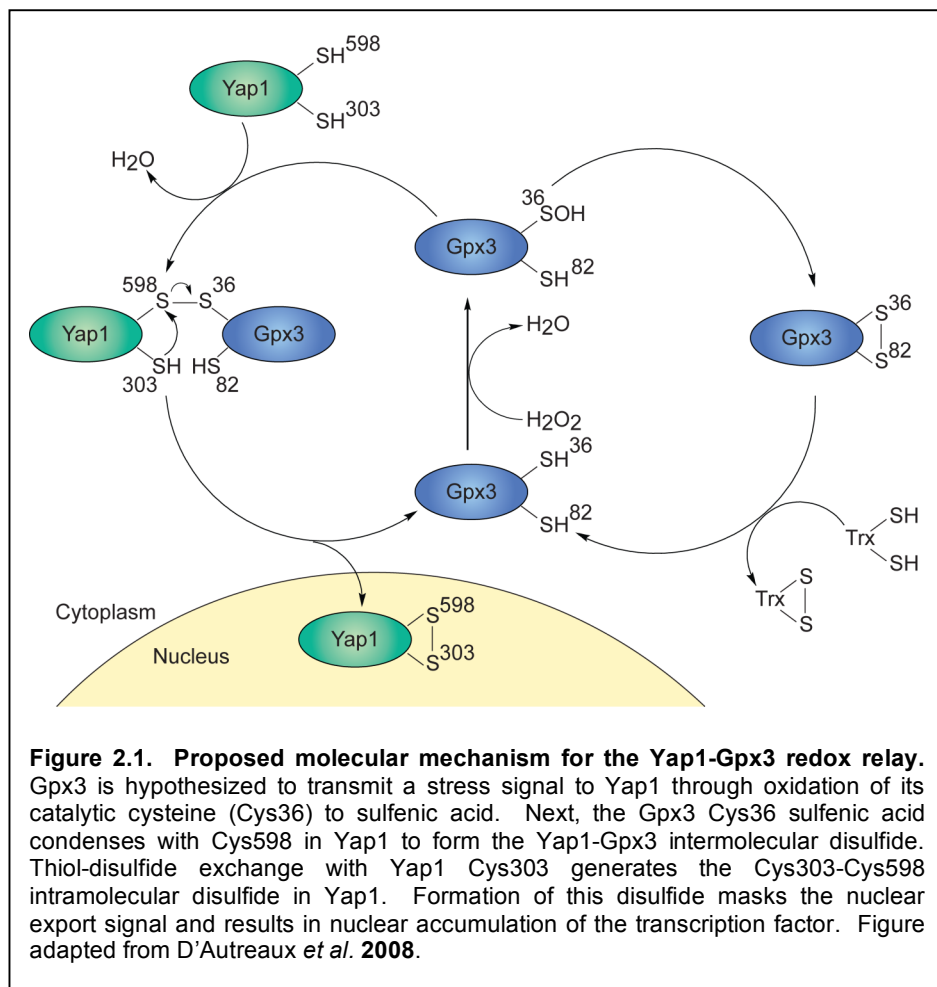 SH598
Yap1
SH303
H2O
36
SOH
Gpx3
SH82
598 36
S S
Yap1 Gpx3
SH HS
303 82
H2O
H2O2
36
S
Gpx3
S
82
SH36
Gpx3
SH82
SH
Trx
SH
S
Trx
S
Cytoplasm
Nucleus
S598
Yap1
S303
Figure 2.1. Proposed molecular mechanism for the Yap1-Gpx3 redox relay.
Gpx3 is hypothesized to transmit a stress signal to Yap1 through oxidation of its
catalytic cysteine (Cys36) to sulfenic acid. Next, the Gpx3 Cys36 sulfenic acid
condenses with Cys598 in Yap1 to form the Yap1-Gpx3 intermolecular disulfide.
Thiol-disulfide exchange with Yap1 Cys303 generates the Cys303-Cys598
intramolecular disulfide in Yap1. Formation of this disulfide masks the nuclear
export signal and results in nuclear accumulation of the transcription factor. Figure
adapted from D'Autreaux et al. 2008.